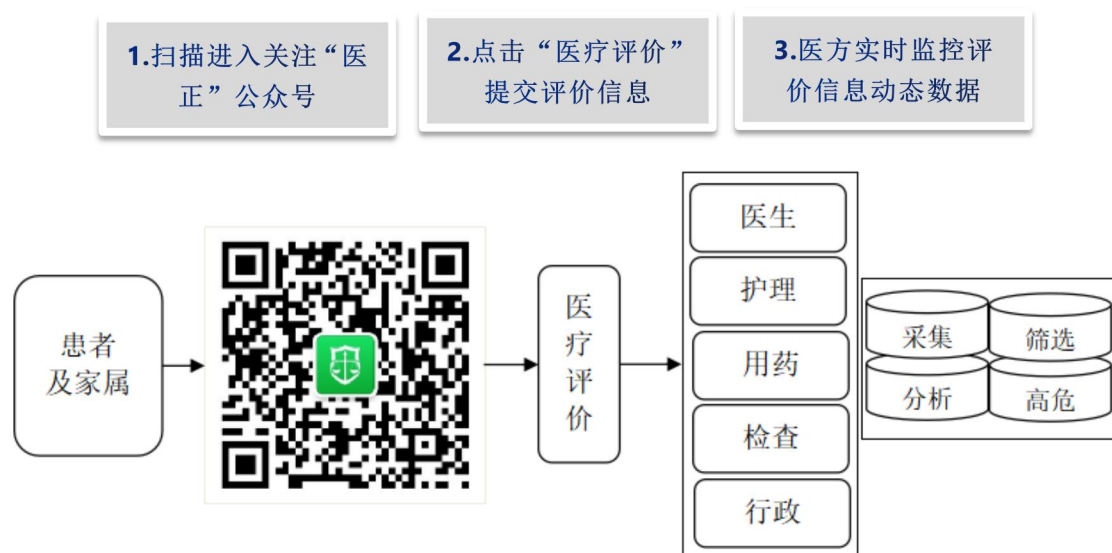 1.扫描进入关注“医
正”公众号
2.点击“医疗评价”
提交评价信息
3.医方实时监控评
价信息动态数据
患者
及家属
医疗评价
医生
护理
用药
检查
行政
采集
筛选
分析
高危